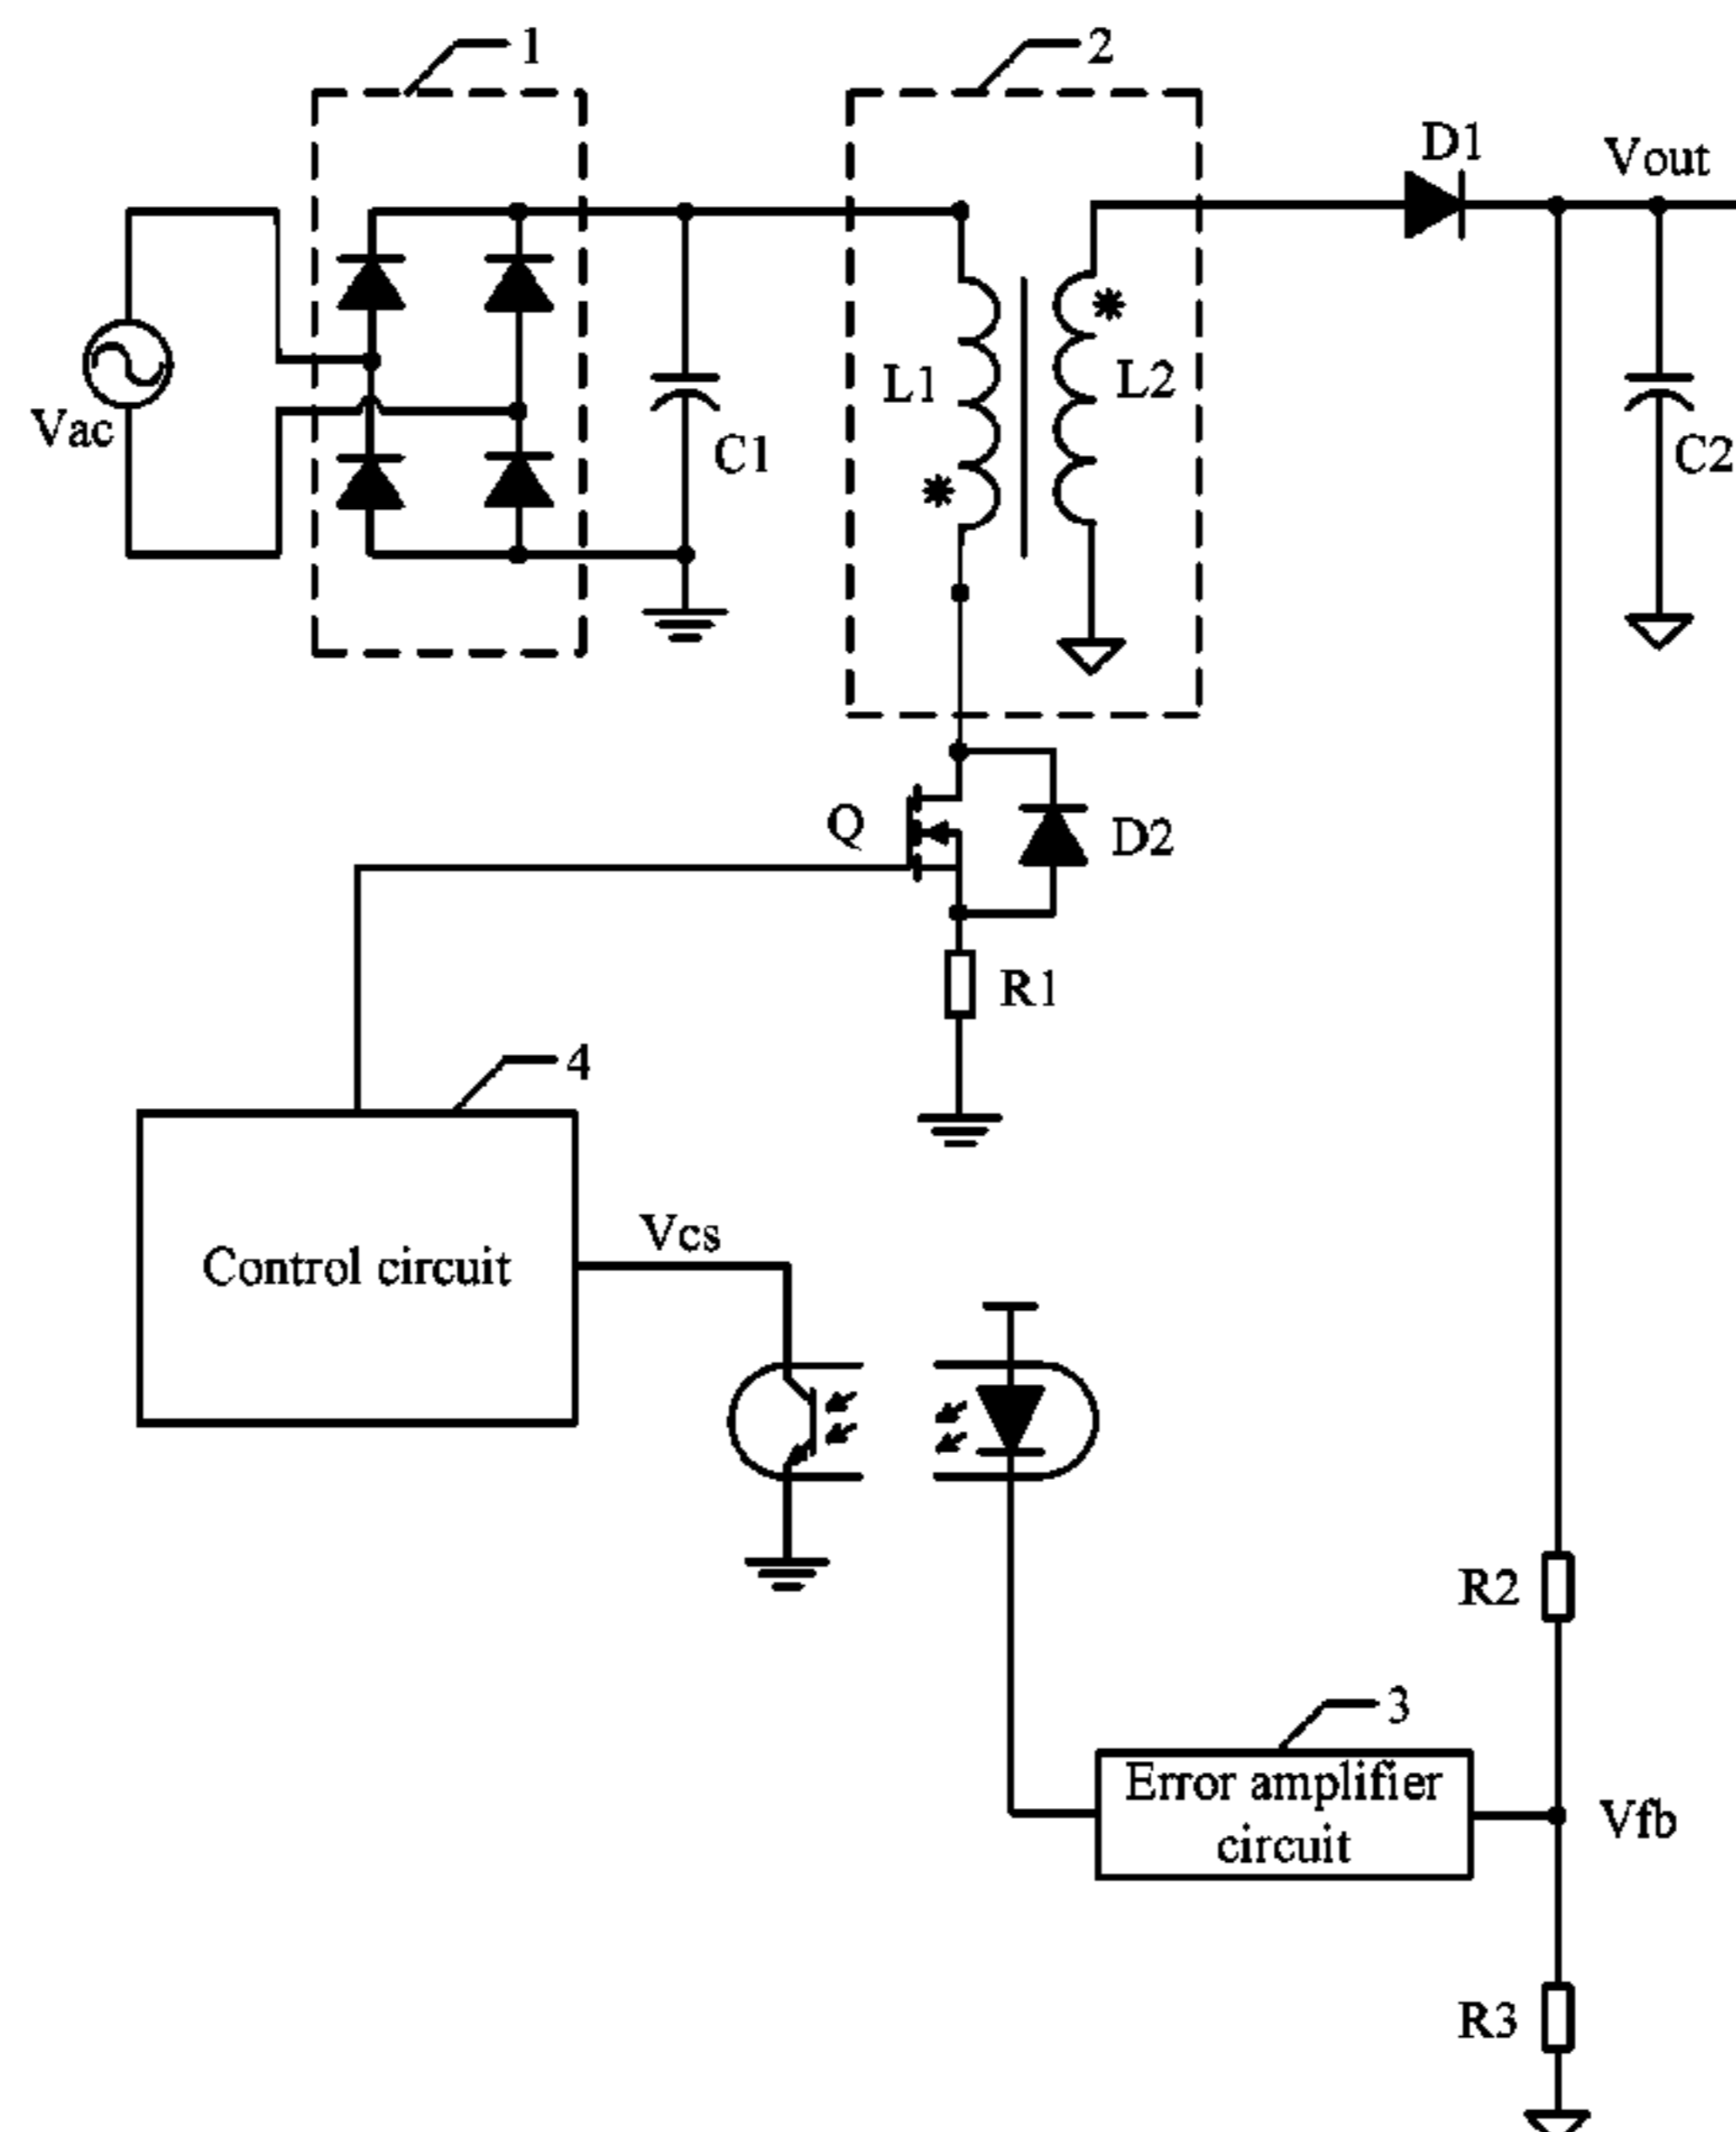 1
2
D1
Vout
Vac
C1
L1
L2
C2
Q
D2
R1
4
Control circuit
Vcs
R2
3
Error amplifier
circuit
Vfb
R3